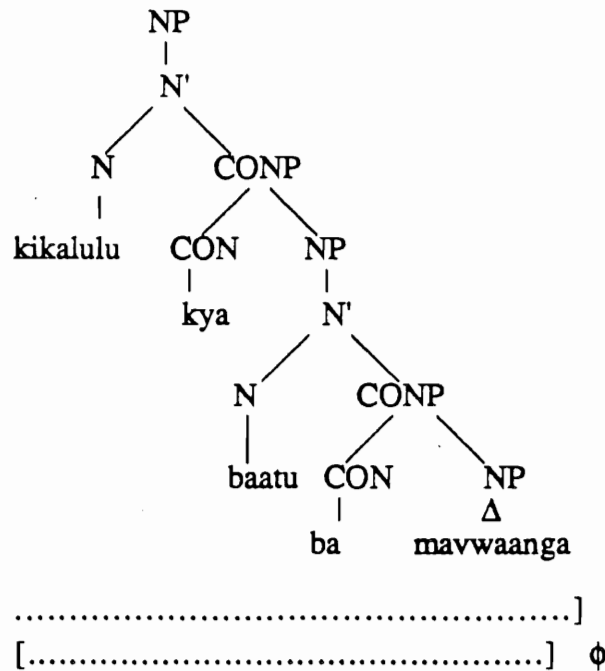 NP
N'
N CONP
kikalulu CON NP
kya N'
N CONP
baatu CON NP
Δ
ba mavwaanga
..................................................]
[...............................................] ϕ